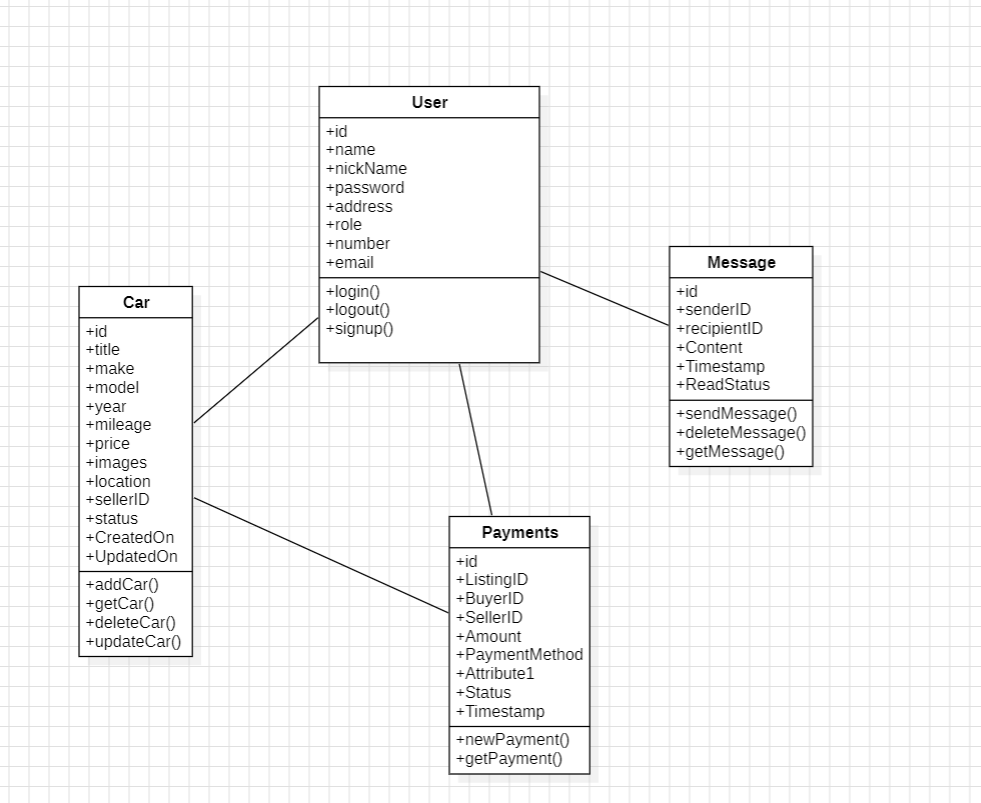 User
+id
+name
+nickName
+password
+address
+role
+number
+email
+login()
+logout()
+signup()
Message
+id
+senderID
+recipientID
+Content
+Timestamp
+ReadStatus
+sendMessage()
+deleteMessage()
+getMessage()
Car
+id
+title
+make
+model
+year
+mileage
+price
+images
+location
+sellerID
+status
+CreatedOn
+UpdatedOn
+addCar()
+getCar()
+deleteCar()
+updateCar()
Payments
+id
+ListingID
+BuyerID
+SellerID
+Amount
+PaymentMethod
+Attribute1
+Status
+Timestamp
+newPayment()
+getPayment()